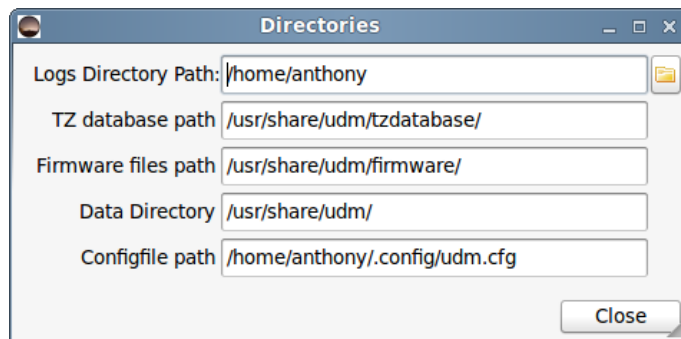 Directories
Logs Directory Path: /home/anthony
TZ database path /usr/share/udm/tzdatabase/
Firmware files path /usr/share/udm/firmware/
Data Directory /usr/share/udm/
Configfile path /home/anthony/.config/udm.cfg
Close